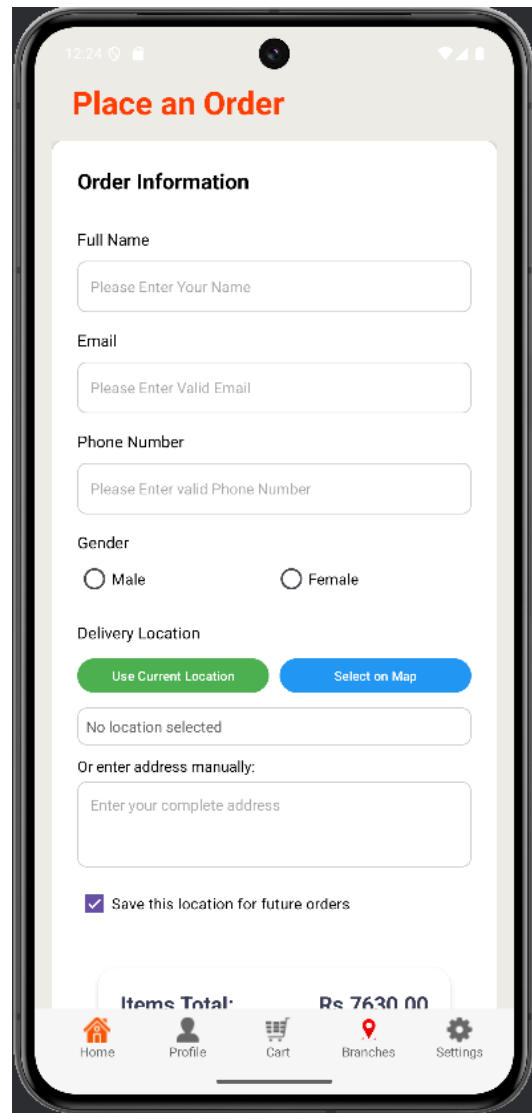 12:24
Place an Order
Order Information
Full Name
Please Enter Your Name
Email
Please Enter Valid Email
Phone Number
Please Enter valid Phone Number
Gender
Male Female
Delivery Location
Use Current Location Select on Map
No location selected
Or enter address manually:
Enter your complete address
Save this location for future orders
Items Total: Rs 7630.00
Home Profile Cart Branches Settings